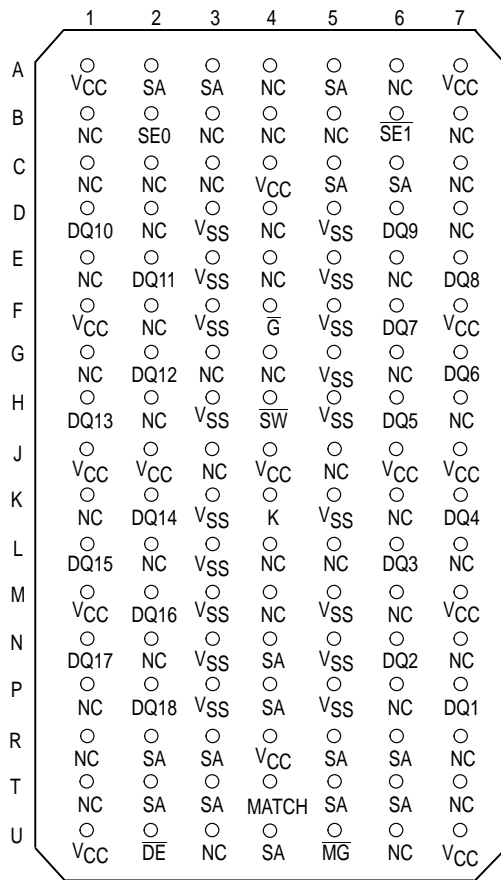 1 2 3 4 5 6 7
A
VCC SA SA NC SA NC VCC
B
NC SE0 NC NC NC SE1 NC
C
NC NC NC VCC SA SA NC
D
DQ10 NC VSS NC VSS DQ9 NC
E
NC DQ11 VSS NC VSS NC DQ8
F
VCC NC VSS G VSS DQ7 VCC
G
NC DQ12 NC NC VSS NC DQ6
H
DQ13 NC VSS SW VSS DQ5 NC
J
VCC VCC NC VCC NC VCC VCC
K
NC DQ14 VSS K VSS NC DQ4
L
DQ15 NC VSS NC NC DQ3 NC
M
VCC DQ16 VSS NC VSS NC VCC
N
DQ17 NC VSS SA VSS DQ2 NC
P
NC DQ18 VSS SA VSS NC DQ1
R
NC SA SA VCC SA SA NC
T
NC SA SA MATCH SA SA NC
U
VCC DE NC SA MG NC VCC